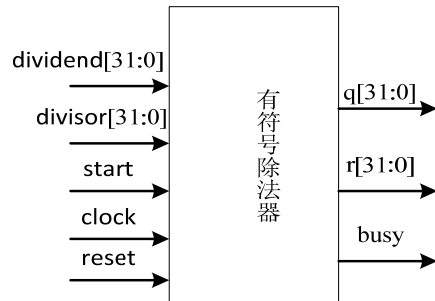 dividend[31:0]
divisor[31:0]
start
clock
reset
有符号除法器
q[31:0]
r[31:0]
busy